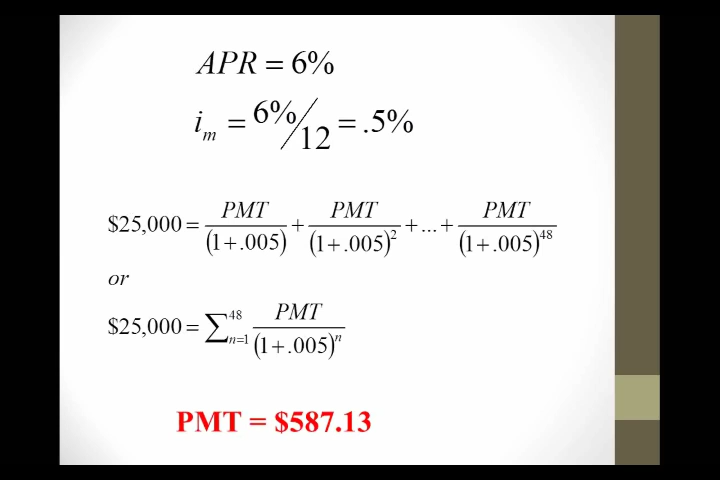 APR = 6%
i_m = 6%/12 = .5%
$25,000 = PMT/(1+.005) + PMT/(1+.005)^2 + ... + PMT/(1+.005)^48
or
$25,000 = ∑_{n=1}^{48} PMT/(1+.005)^n
PMT = $587.13